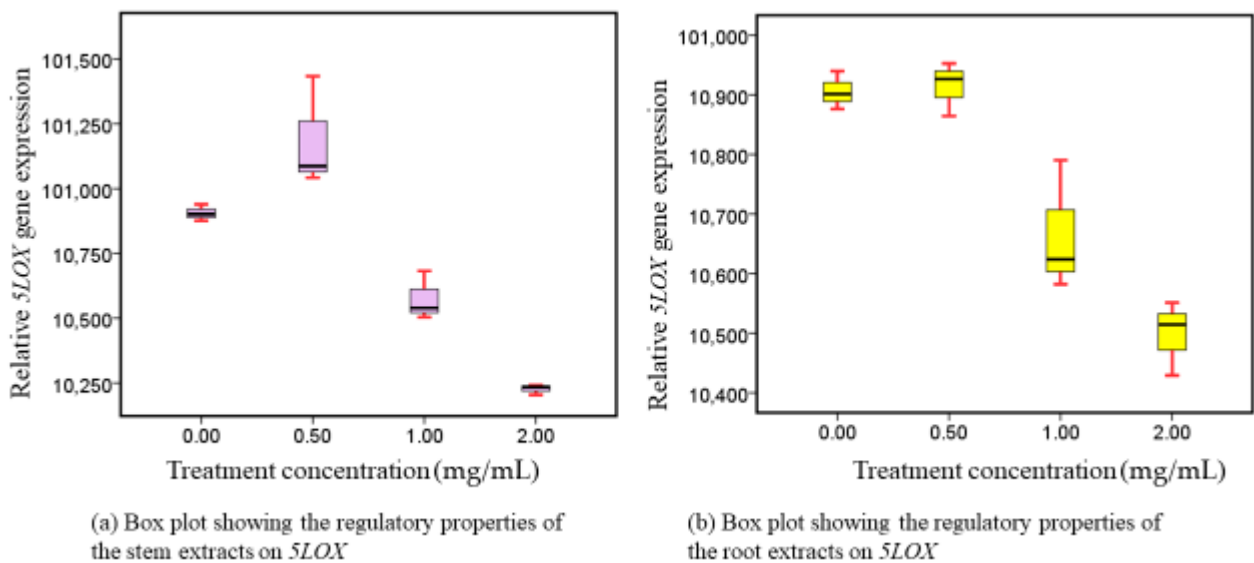 Relative 5LOX gene expression
101,500
101,250
101,000
10,750
10,500
10,250
0.00 0.50 1.00 2.00
Treatment concentration (mg/mL)
(a) Box plot showing the regulatory properties of
the stem extracts on 5LOX
Relative 5LOX gene expression
101,000
10,900
10,800
10,700
10,600
10,500
10,400
0.00 0.50 1.00 2.00
Treatment concentration (mg/mL)
(b) Box plot showing the regulatory properties of
the root extracts on 5LOX